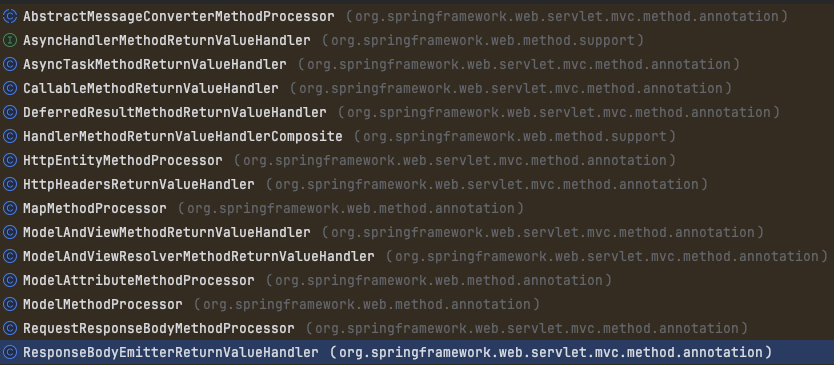 AbstractMessageConverterMethodProcessor (org.springframework.web.servlet.mvc.method.annotation)
AsyncHandlerMethodReturnValueHandler (org.springframework.web.method.support)
AsyncTaskMethodReturnValueHandler (org.springframework.web.servlet.mvc.method.annotation)
CallableMethodReturnValueHandler (org.springframework.web.servlet.mvc.method.annotation)
DeferredResultMethodReturnValueHandler (org.springframework.web.servlet.mvc.method.annotation)
HandlerMethodReturnValueHandlerComposite (org.springframework.web.method.support)
HttpEntityMethodProcessor (org.springframework.web.servlet.mvc.method.annotation)
HttpHeadersReturnValueHandler (org.springframework.web.servlet.mvc.method.annotation)
MapMethodProcessor (org.springframework.web.method.annotation)
ModelAndViewMethodReturnValueHandler (org.springframework.web.servlet.mvc.method.annotation)
ModelAndViewResolverMethodReturnValueHandler (org.springframework.web.servlet.mvc.method.annotation)
ModelAttributeMethodProcessor (org.springframework.web.method.annotation)
ModelMethodProcessor (org.springframework.web.method.annotation)
RequestResponseBodyMethodProcessor (org.springframework.web.servlet.mvc.method.annotation)
ResponseBodyEmitterReturnValueHandler (org.springframework.web.servlet.mvc.method.annotation)